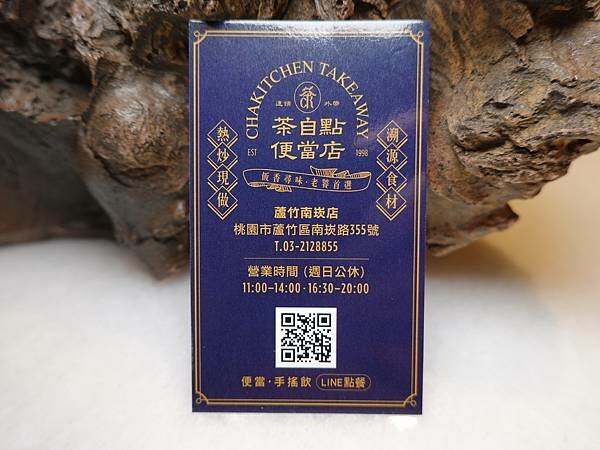 CHAKITCHEN TAKEAWAY
連鎖 茶 外帶
茶自點
便當店
EST 1998
飯香尋味·老饕首選
熱炒現做
溯源食材
蘆竹南崁店
桃園市蘆竹區南崁路355號
T.03-2128855
營業時間 (週日公休)
11:00–14:00·16:30–20:00
便當·手搖飲 LINE點餐